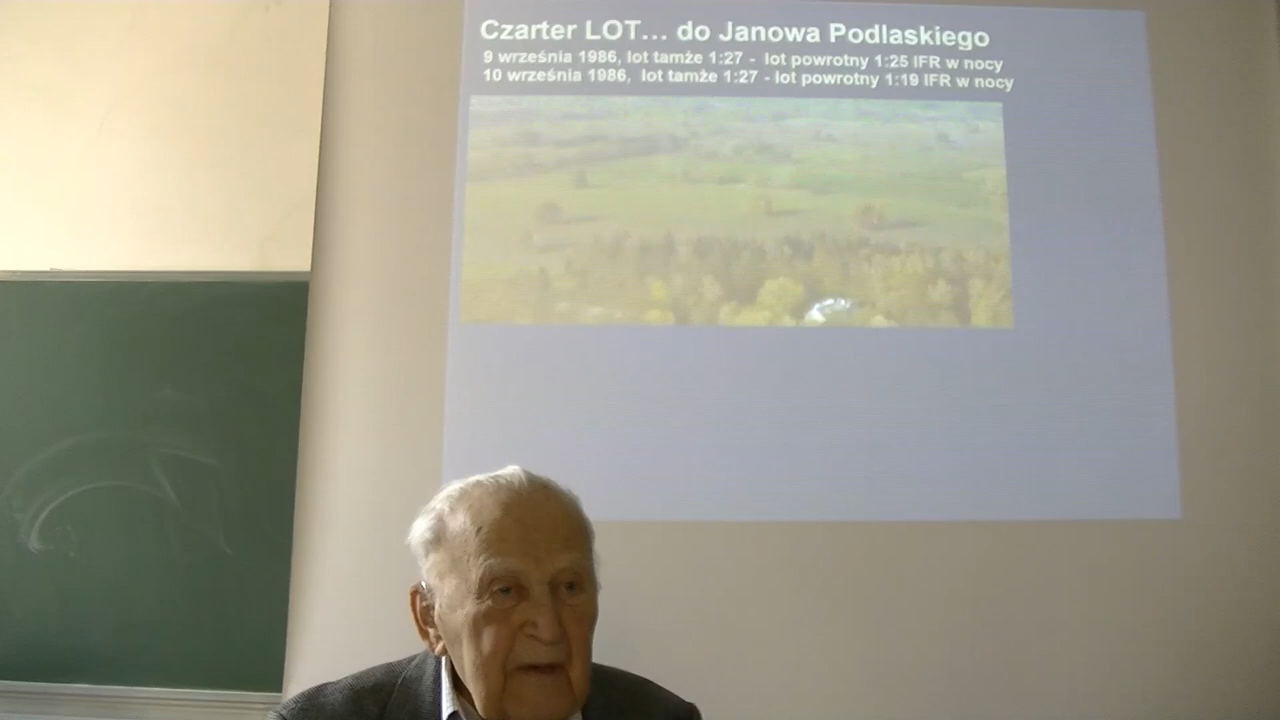 Czarter LOT... do Janowa Podlaskiego
9 września 1986, lot tamże 1:27 - lot powrotny 1:25 IFR w nocy
10 września 1986, lot tamże 1:27 - lot powrotny 1:19 IFR w nocy